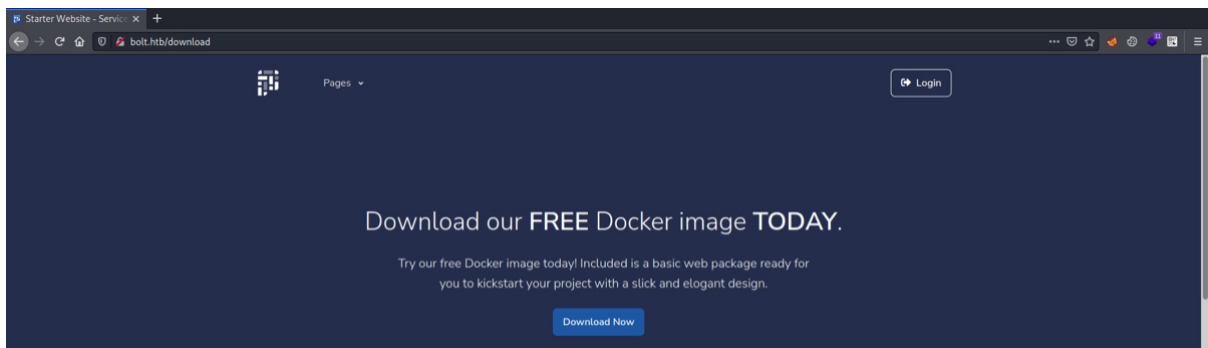 Starter Website - Service
bolt.htb/download
Pages
Login
Download our FREE Docker image TODAY.
Try our free Docker image today! Included is a basic web package ready for
you to kickstart your project with a slick and elogant design.
Download Now